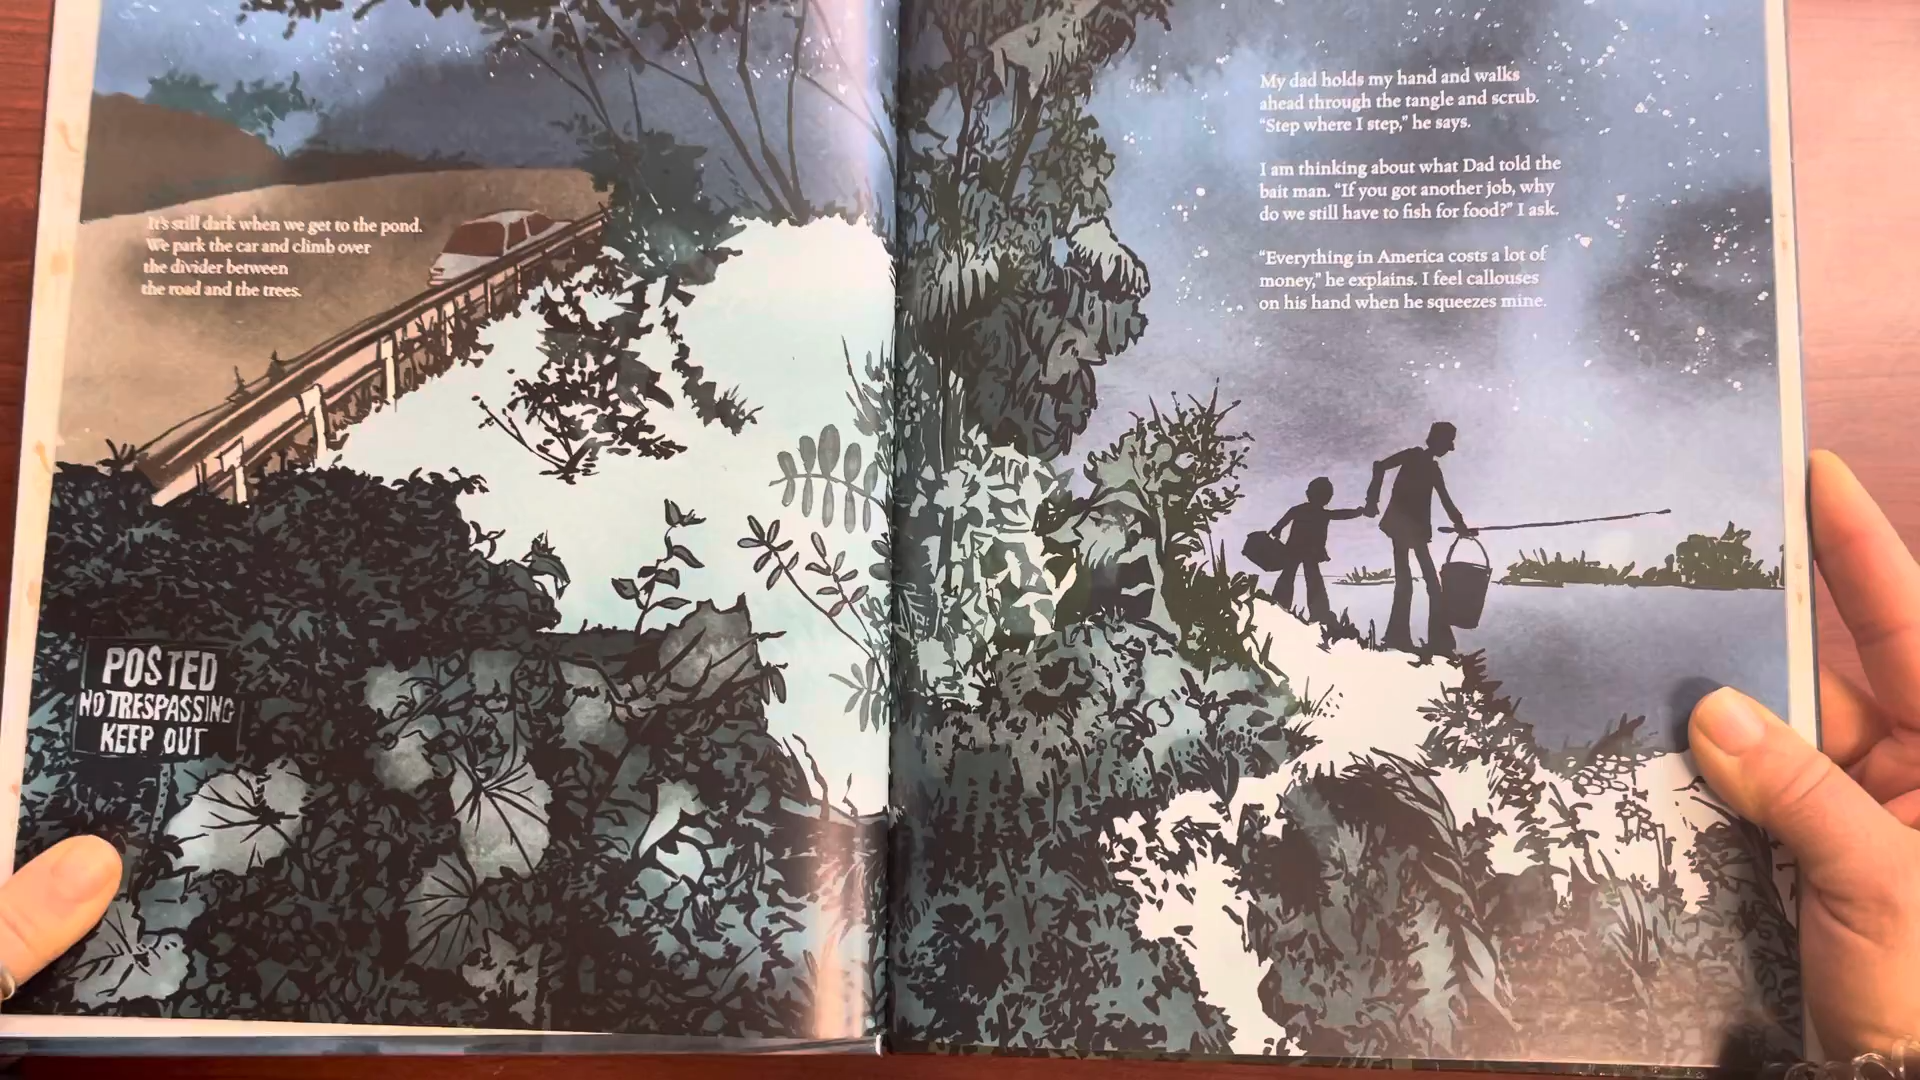 It's still dark when we get to the pond.
We park the car and climb over
the divider between
the road and the trees.
POSTED
NO TRESPASSING
KEEP OUT
My dad holds my hand and walks
ahead through the tangle and scrub.
"Step where I step," he says.
I am thinking about what Dad told the
bait man. "If you got another job, why
do we still have to fish for food?" I ask.
"Everything in America costs a lot of
money," he explains. I feel callouses
on his hand when he squeezes mine.